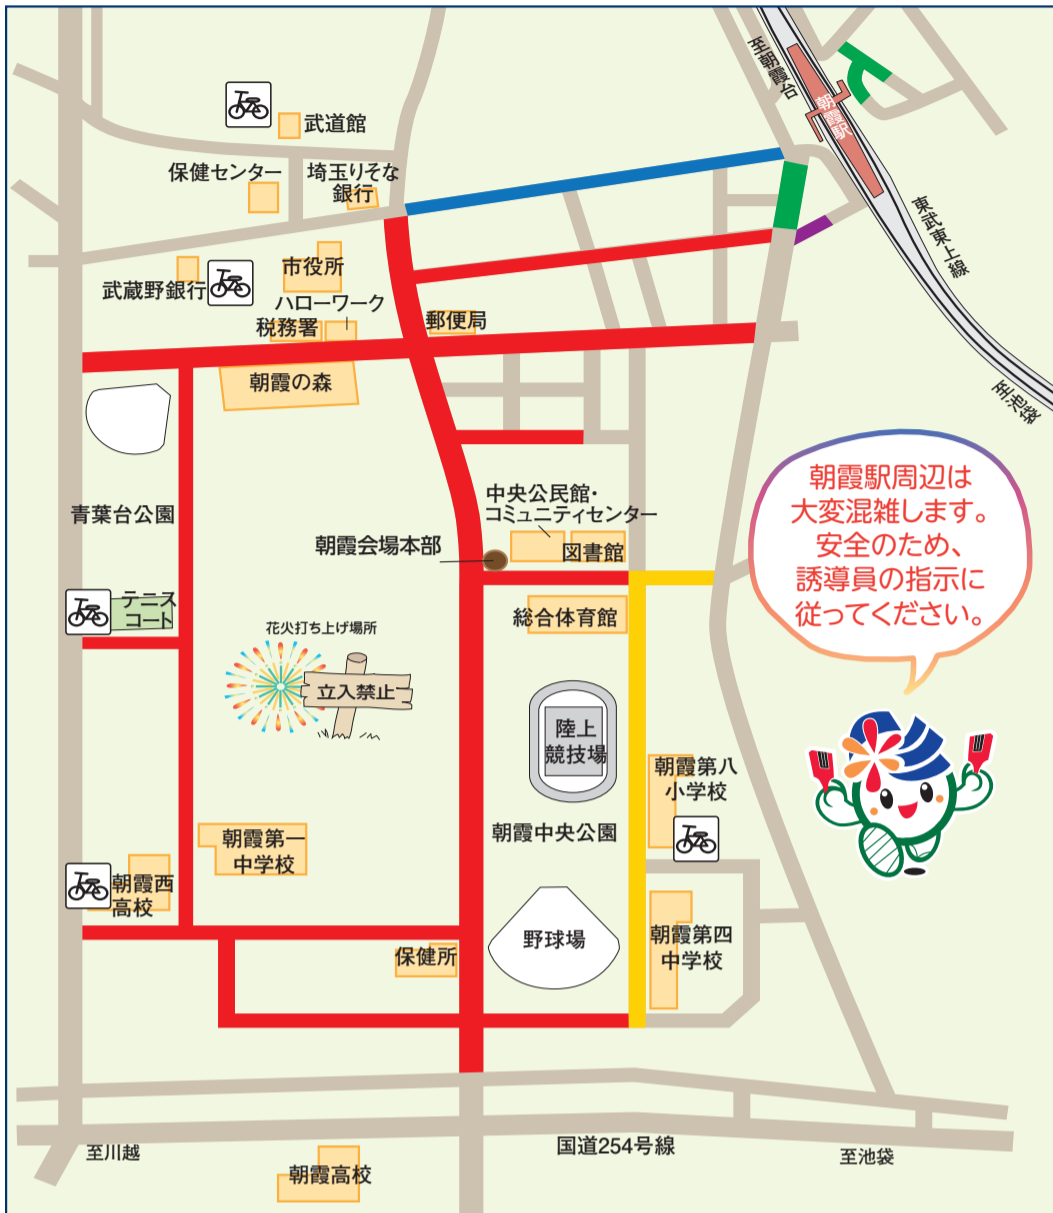 至朝霞台
朝霞駅
武道館
保健センター
埼玉りそな
銀行
東武東上線
武蔵野銀行
市役所
ハローワーク
税務署
郵便局
朝霞の森
至池袋
青葉台公園
朝霞駅周辺は
大変混雑します。
安全のため、
誘導員の指示に
従ってください。
中央公民館・
コミュニティセンター
図書館
朝霞会場本部
テニス
コート
総合体育館
花火打ち上げ場所
立入禁止
陸上
競技場
朝霞第八
小学校
朝霞中央公園
朝霞第一
中学校
朝霞西
高校
野球場
朝霞第四
中学校
保健所
至川越
国道254号線
至池袋
朝霞高校